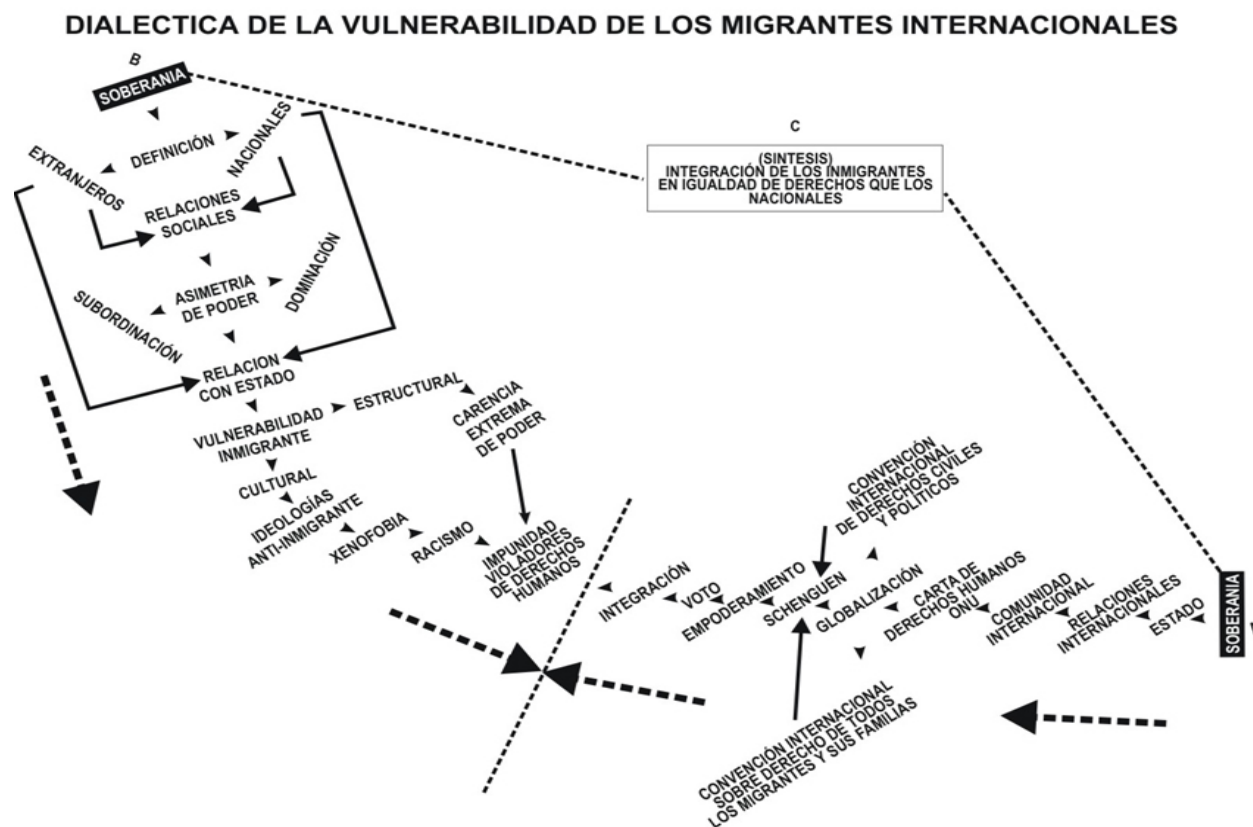 DIALECTICA DE LA VULNERABILIDAD DE LOS MIGRANTES INTERNACIONALES
B
SOBERANIA
DEFINICIÓN
EXTRANJEROS
NACIONALES
RELACIONES
SOCIALES
ASIMETRIA
DE PODER
SUBORDINACIÓN
DOMINACIÓN
RELACION
CON ESTADO
VULNERABILIDAD
INMIGRANTE
ESTRUCTURAL
CARENCIA
EXTREMA
DE PODER
CULTURAL
IDEOLOGÍAS
ANTI-INMIGRANTE
XENOFOBIA
RACISMO
IMPUNIDAD
VIOLADORES
DE DERECHOS
HUMANOS
C
(SINTESIS)
INTEGRACIÓN DE LOS INMIGRANTES
EN IGUALDAD DE DERECHOS QUE LOS
NACIONALES
INTEGRACIÓN
VOTO
EMPODERAMIENTO
SCHENGUEN
CONVENCIÓN
INTERNACIONAL
DE DERECHOS CIVILES
Y POLÍTICOS
GLOBALIZACIÓN
CARTA DE
DERECHOS HUMANOS
ONU
COMUNIDAD
INTERNACIONAL
RELACIONES
INTERNACIONALES
ESTADO
SOBERANIA
CONVENCIÓN INTERNACIONAL
SOBRE DERECHO DE TODOS
LOS MIGRANTES Y SUS FAMILIAS